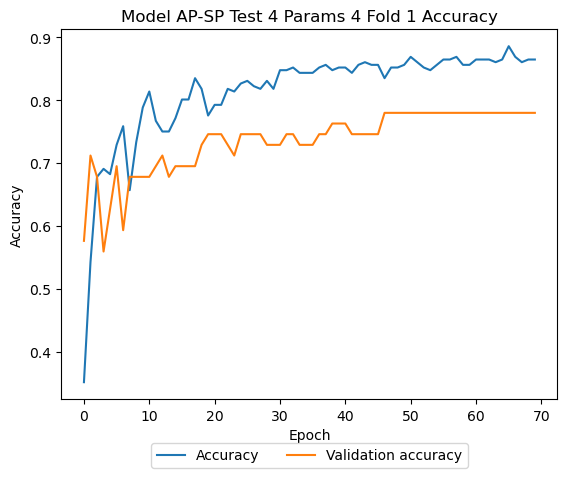 Model AP-SP Test 4 Params 4 Fold 1 Accuracy
0.9
0.8
0.7
0.6
0.5
0.4
Accuracy
0 10 20 30 40 50 60 70
Epoch
Accuracy Validation accuracy